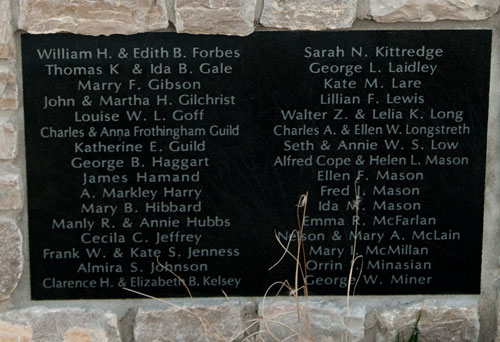 William H. & Edith B. Forbes
Thomas K & Ida B. Gale
Marry F. Gibson
John & Martha H. Gilchrist
Louise W. L. Goff
Charles & Anna Frothingham Guild
Katherine E. Guild
George B. Haggart
James Hamand
A. Markley Harry
Mary B. Hibbard
Manly R. & Annie Hubbs
Cecila C. Jeffrey
Frank W. & Kate S. Jenness
Almira S. Johnson
Clarence H. & Elizabeth B. Kelsey
Sarah N. Kittredge
George L. Laidley
Kate M. Lare
Lillian F. Lewis
Walter Z. & Lelia K. Long
Charles A. & Ellen W. Longstreth
Seth & Annie W. S. Low
Alfred Cope & Helen L. Mason
Ellen F. Mason
Fred Mason
Ida M. Mason
Emma R. McFarlan
Nelson & Mary A. McLain
Mary McMillan
Orrin Minasian
George W. Miner